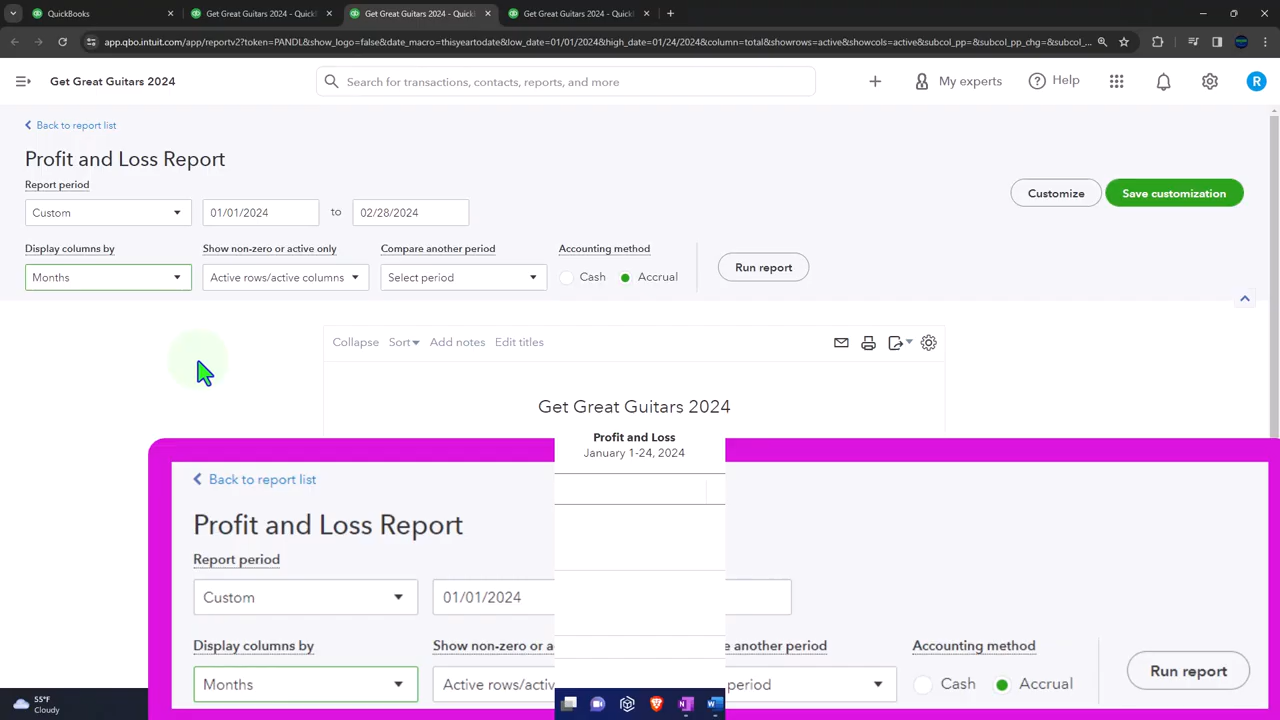 QuickBooks
Get Great Guitars 2024 - Quickl
Get Great Guitars 2024 - Quickl
Get Great Guitars 2024 - Quickl
app.qbo.intuit.com/app/reportv2?token=PANDL&show_logo=false&date_macro=thisyeartodate&low_date=01/01/2024&high_date=01/24/2024&column=total&showrows=active&showcols=active&subcol_pp=&subcol_pp_chg=&subcol_...
Get Great Guitars 2024
Search for transactions, contacts, reports, and more
My experts
Help
R
Back to report list
Profit and Loss Report
Report period
Custom
01/01/2024
to
02/28/2024
Customize
Save customization
Display columns by
Show non-zero or active only
Compare another period
Accounting method
Months
Active rows/active columns
Select period
Cash
Accrual
Run report
Collapse
Sort
Add notes
Edit titles
Get Great Guitars 2024
Profit and Loss
January 1-24, 2024
Back to report list
Profit and Loss Report
Report period
Custom
01/01/2024
Display columns by
Show non-zero or a
e another period
Accounting method
Months
Active rows/activ
period
Cash
Accrual
Run report
55°F
Cloudy